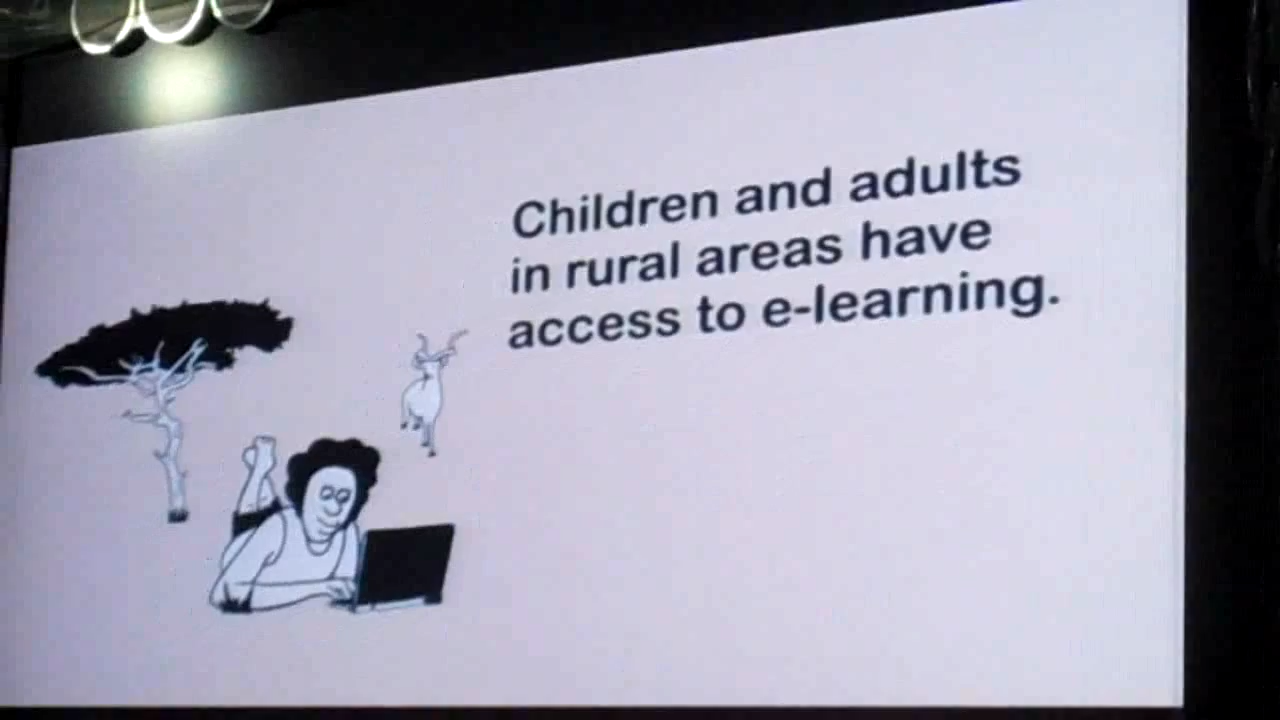 Children and adults
in rural areas have
access to e-learning.